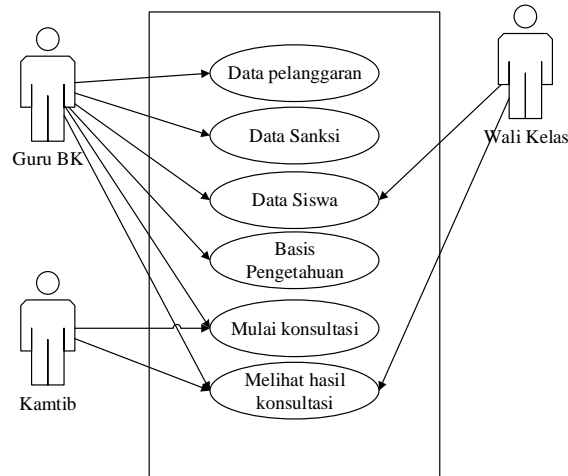 Guru BK
Kamtib
Data pelanggaran
Data Sanksi
Data Siswa
Basis
Pengetahuan
Mulai konsultasi
Melihat hasil
konsultasi
Wali Kelas